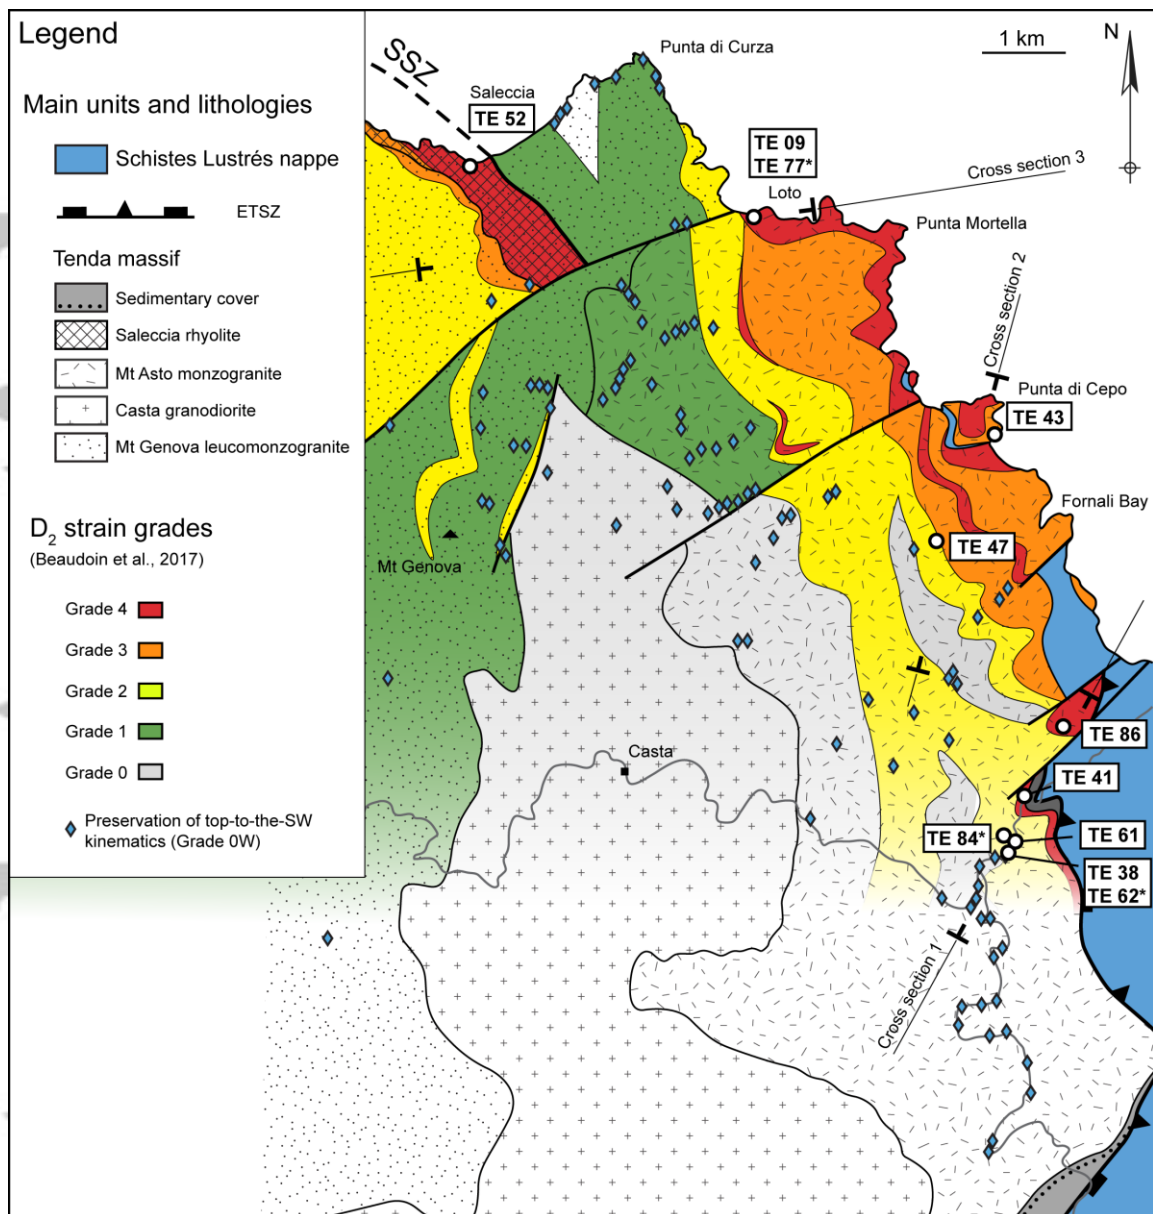 Legend
Main units and lithologies
Schistes Lustrés nappe
ETSZ
Tenda massif
Sedimentary cover
Saleccia rhyolite
Mt Asto monzogranite
Casta granodiorite
Mt Genova leucomonzogranite
D2 strain grades
(Beaudoin et al., 2017)
Grade 4
Grade 3
Grade 2
Grade 1
Grade 0
Preservation of top-to-the-SW
kinematics (Grade 0W)
SSZ
Punta di Curza
1 km
N
Saleccia
TE 52
TE 09
TE 77*
Loto
Cross section 3
Punta Mortella
Cross section 2
Punta di Cepo
TE 43
Fornali Bay
TE 47
Mt Genova
Casta
TE 86
TE 41
TE 84*
TE 61
TE 38
TE 62*
Cross section 1